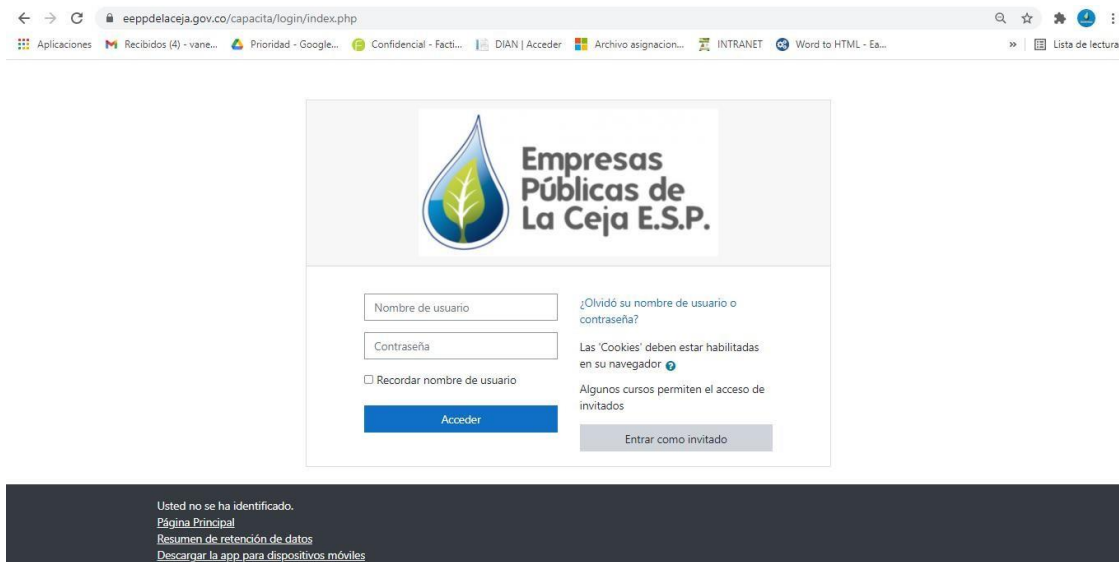 eeppdelaceja.gov.co/capacita/login/index.php
Aplicaciones Recibidos (4) - vane... Prioridad - Google... Confidencial - Facti... DIAN | Acceder Archivo asignacion... INTRANET Word to HTML - Ea... » Lista de lectura
Empresas
Públicas de
La Ceja E.S.P.
Nombre de usuario
Contraseña
Recordar nombre de usuario
Acceder
¿Olvidó su nombre de usuario o
contraseña?
Las 'Cookies' deben estar habilitadas
en su navegador
Algunos cursos permiten el acceso de
invitados
Entrar como invitado
Usted no se ha identificado.
Página Principal
Resumen de retención de datos
Descargar la app para dispositivos móviles